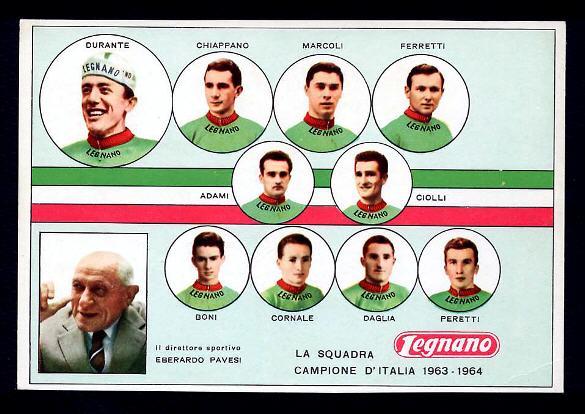 DURANTE
CHIAPPANO
MARCOLI
FERRETTI
LEGNANO
LEGNANO
LEGNANO
LEGNANO
LEGNANO
ADAMI
LEGNANO
LEGNANO
CIOLLI
LEGNANO
LEGNANO
LEGNANO
LEGNANO
BONI
CORNALE
DAGLIA
PERETTI
Il direttore sportivo
EBERARDO PAVESI
Legnano
LA SQUADRA
CAMPIONE D'ITALIA 1963-1964